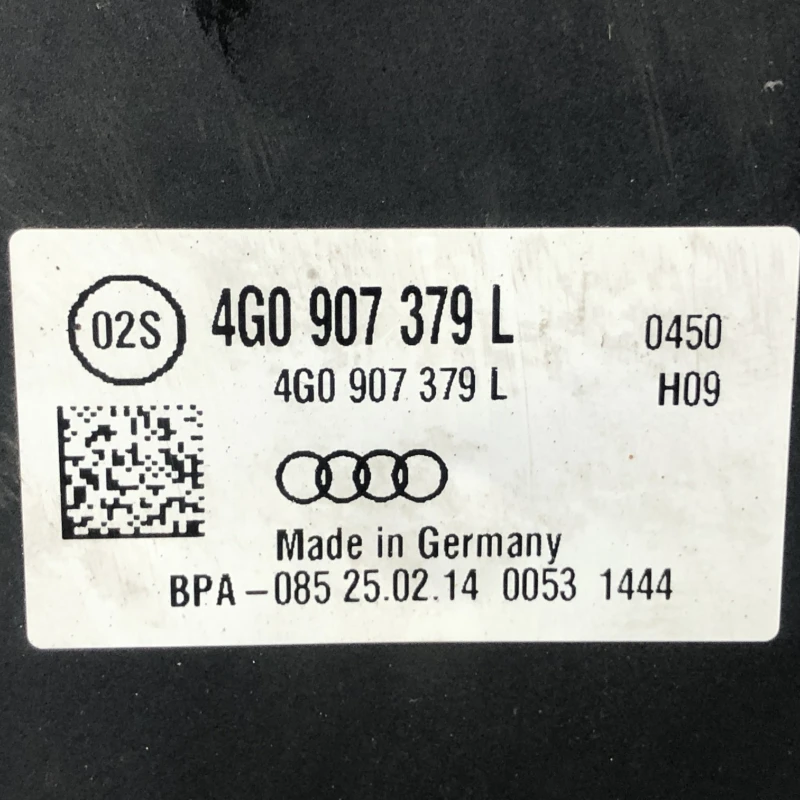 02S 4G0 907 379 L 0450
4G0 907 379 L H09
Made in Germany
BPA-085 25.02.14 0053 1444